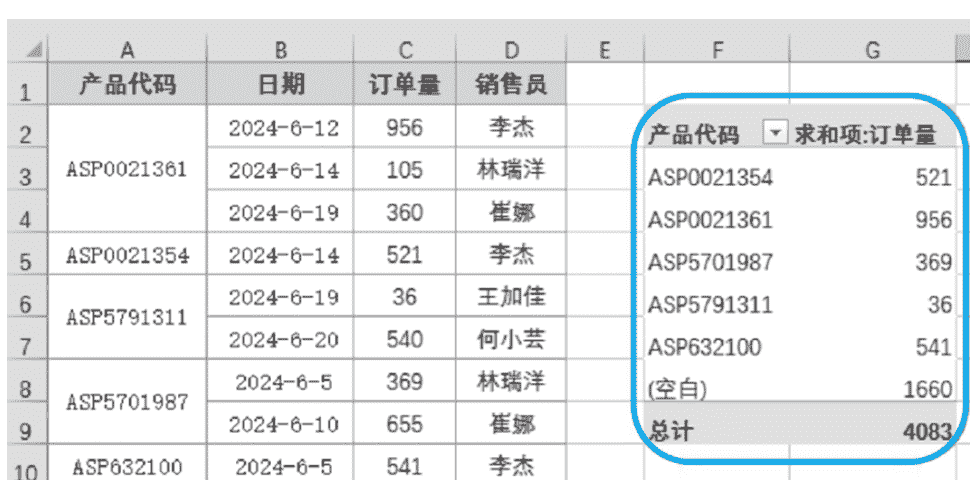 A B C D E F G
1 产品代码 日期 订单量 销售员
2 2024-6-12 956 李杰 产品代码 求和项:订单量
3 ASP0021361 2024-6-14 105 林瑞洋 ASP0021354 521
4 2024-6-19 360 崔娜 ASP0021361 956
5 ASP0021354 2024-6-14 521 李杰 ASP5701987 369
6 2024-6-19 36 王加佳 ASP5791311 36
7 ASP5791311 2024-6-20 540 何小芸 ASP632100 541
8 2024-6-5 369 林瑞洋 (空白) 1660
9 ASP5701987 2024-6-10 655 崔娜 总计 4083
10 ASP632100 2024-6-5 541 李杰